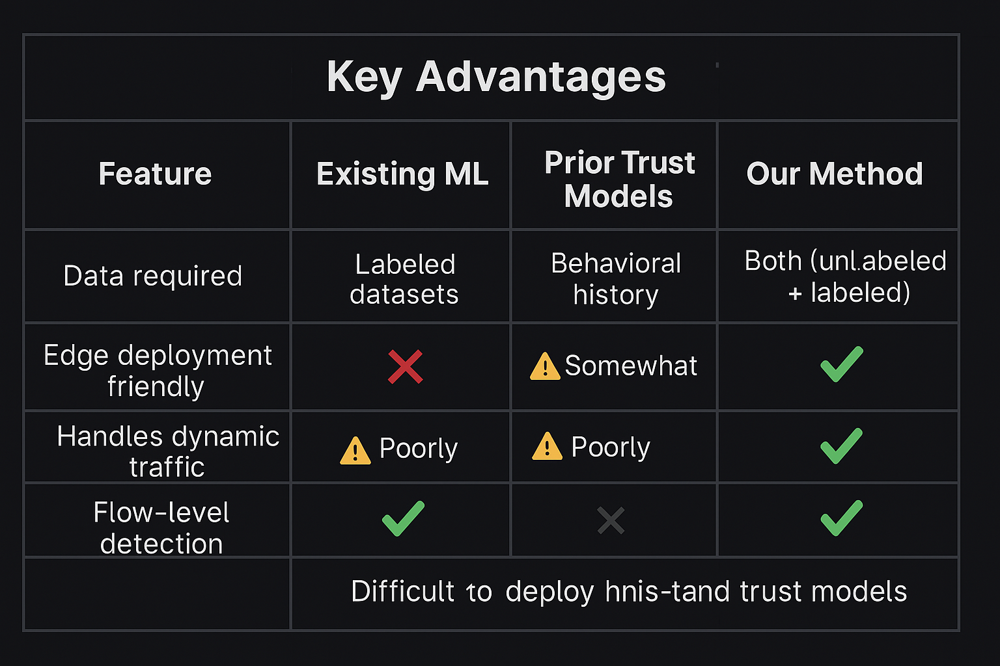 Key Advantages
Feature
Existing ML
Prior Trust
Models
Our Method
Data required
Labeled
datasets
Behavioral
history
Both (unl.abeled
+ labeled)
Edge deployment
friendly
Somewhat
Handles dynamic
traffic
Poorly
Poorly
Flow-level
detection
Difficult to deploy hnis-tand trust models